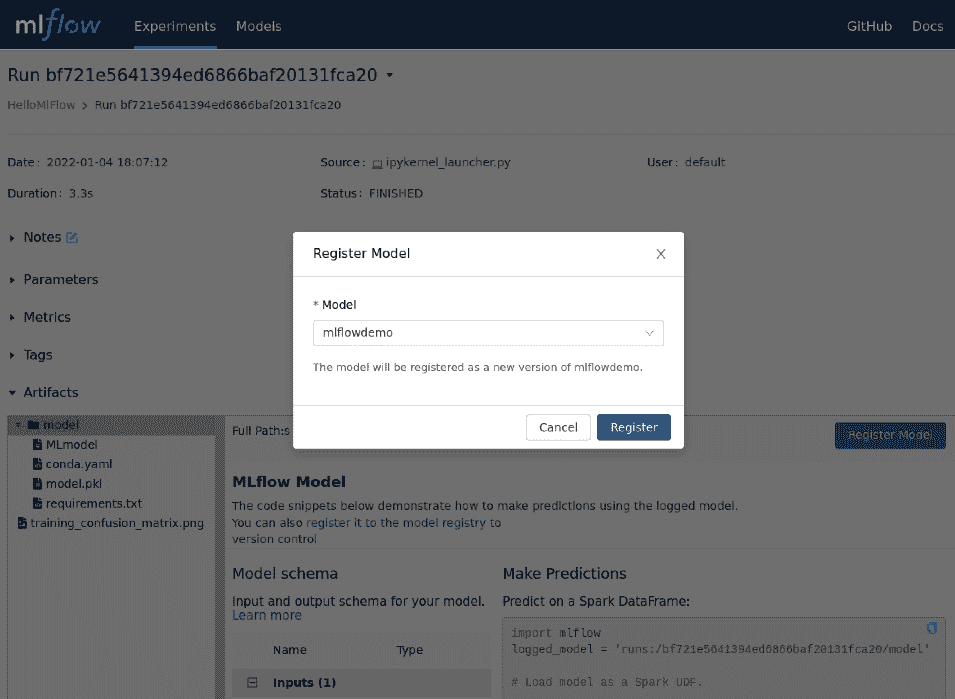 mlflow Experiments Models GitHub Docs
Run bf721e5641394ed6866baf20131fca20
HelloMlFlow > Run bf721e5641394ed6866baf20131fca20
Date: 2022-01-04 18:07:12 Source: ipykernel_launcher.py User: default
Duration: 3.3s Status: FINISHED
Notes
Parameters
Metrics
Tags
Artifacts
Register Model
* Model
mlflowdemo
The model will be registered as a new version of mlflowdemo.
Cancel Register
model
MLmodel
conda.yaml
model.pkl
requirements.txt
training_confusion_matrix.png
Full Path:s
Register Model
MLflow Model
The code snippets below demonstrate how to make predictions using the logged model.
You can also register it to the model registry to
version control
Model schema
Input and output schema for your model.
Learn more
Name Type
Inputs (1)
Make Predictions
Predict on a Spark DataFrame:
import mlflow
logged_model = 'runs:/bf721e5641394ed6866baf20131fca20/model'
# Load model as a Spark UDF.